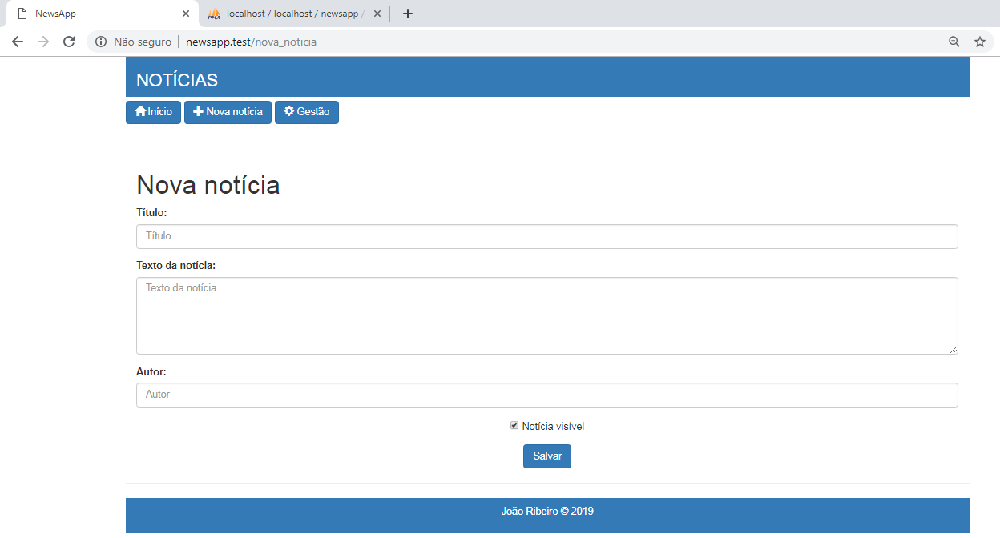 NewsApp
PMA localhost / localhost / newsapp /
Não seguro | newsapp.test/nova_noticia
NOTÍCIAS
Início Nova notícia Gestão
Nova notícia
Título:
Título
Texto da notícia:
Texto da notícia
Autor:
Autor
Notícia visível
Salvar
João Ribeiro © 2019